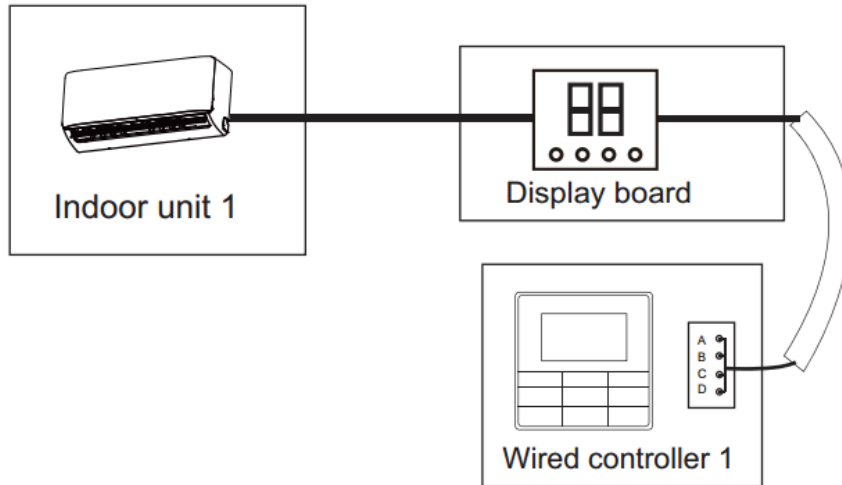 Indoor unit 1
Display board
A
B
C
D
Wired controller 1